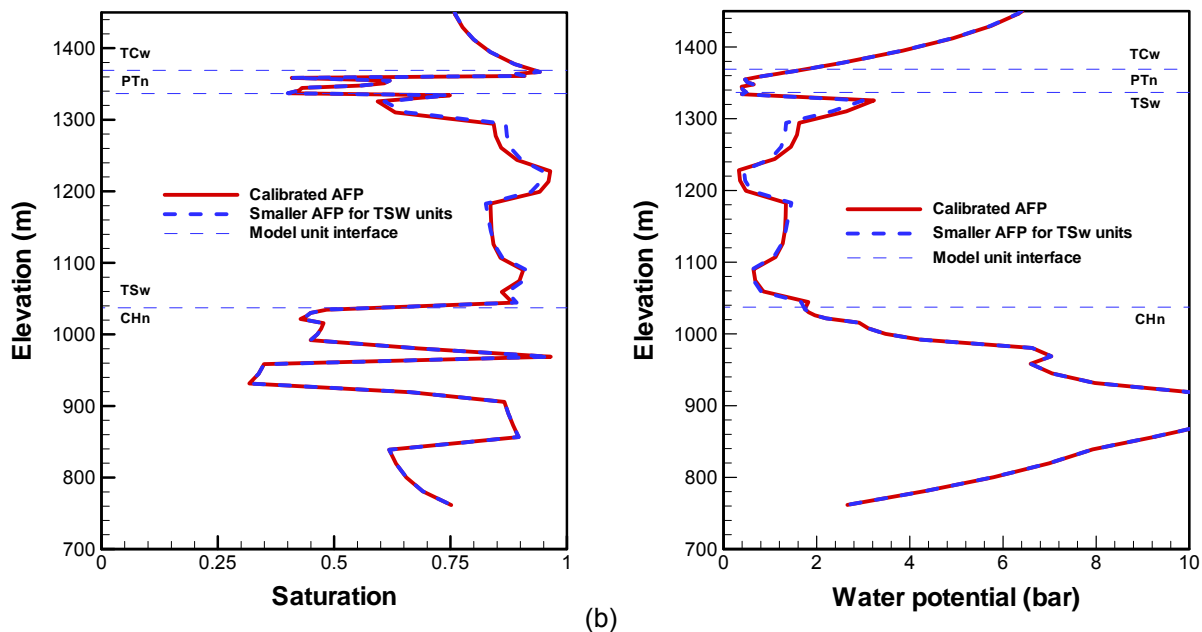 1400
1300
1200
1100
1000
900
800
700
Elevation (m)
TCw
PTn
TSw
CHn
Calibrated AFP
Smaller AFP for TSW units
Model unit interface
0
0.25
0.5
0.75
1
Saturation
1400
1300
1200
1100
1000
900
800
700
Elevation (m)
TCw
PTn
TSw
CHn
Calibrated AFP
Smaller AFP for TSw units
Model unit interface
0
2
4
6
8
10
Water potential (bar)
(b)